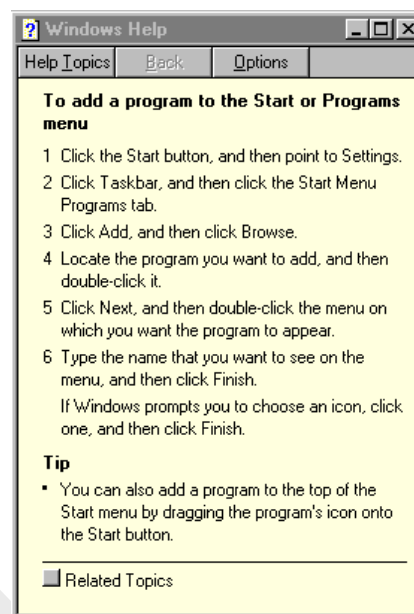 Windows Help
Help Topics Back Options
To add a program to the Start or Programs
menu
1 Click the Start button, and then point to Settings.
2 Click Taskbar, and then click the Start Menu
Programs tab.
3 Click Add, and then click Browse.
4 Locate the program you want to add, and then
double-click it.
5 Click Next, and then double-click the menu on
which you want the program to appear.
6 Type the name that you want to see on the
menu, and then click Finish.
If Windows prompts you to choose an icon, click
one, and then click Finish.
Tip
▪ You can also add a program to the top of the
Start menu by dragging the program's icon onto
the Start button.
Related Topics